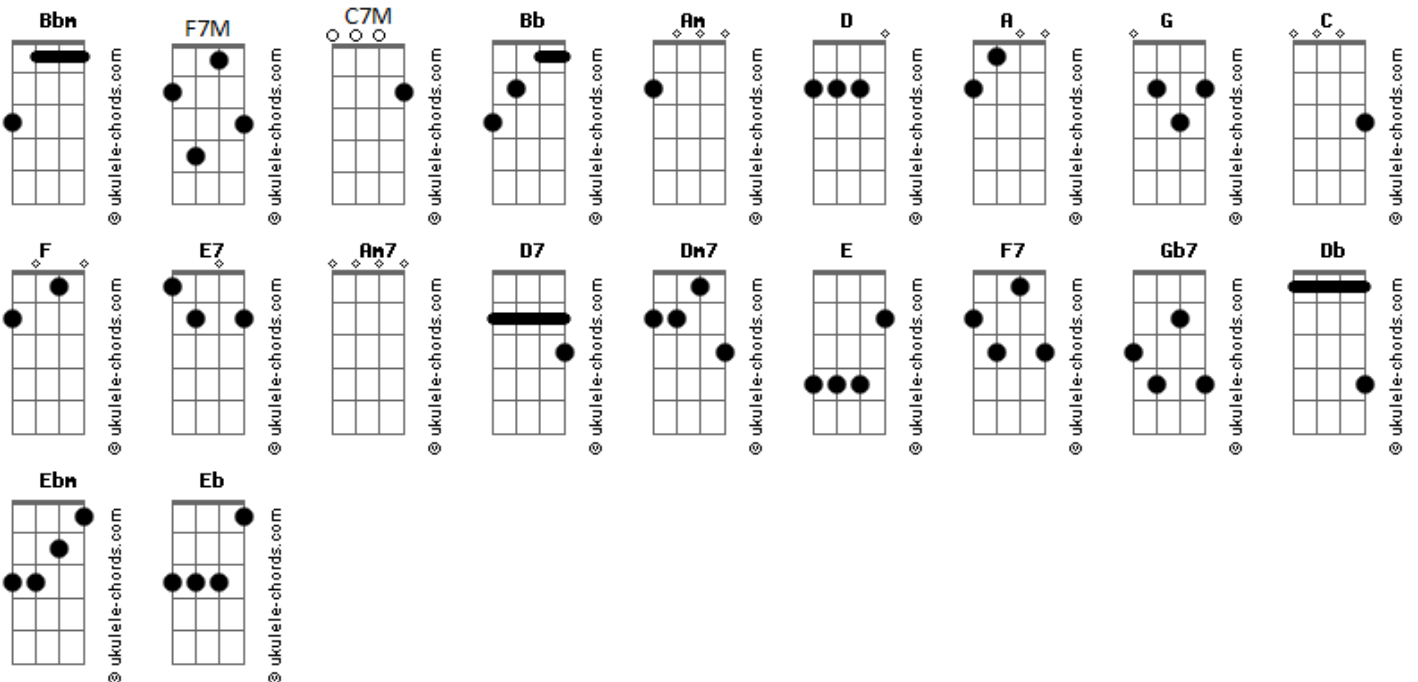 Bbm F7M C7M Bb Am D A G C
© ukulele-chords.com © ukulele-chords.com © ukulele-chords.com © ukulele-chords.com © ukulele-chords.com © ukulele-chords.com © ukulele-chords.com © ukulele-chords.com © ukulele-chords.com
F E7 Am7 D7 Dm7 E F7 Gb7 Db
© ukulele-chords.com © ukulele-chords.com © ukulele-chords.com © ukulele-chords.com © ukulele-chords.com © ukulele-chords.com © ukulele-chords.com © ukulele-chords.com © ukulele-chords.com
Ebm Eb
© ukulele-chords.com © ukulele-chords.com